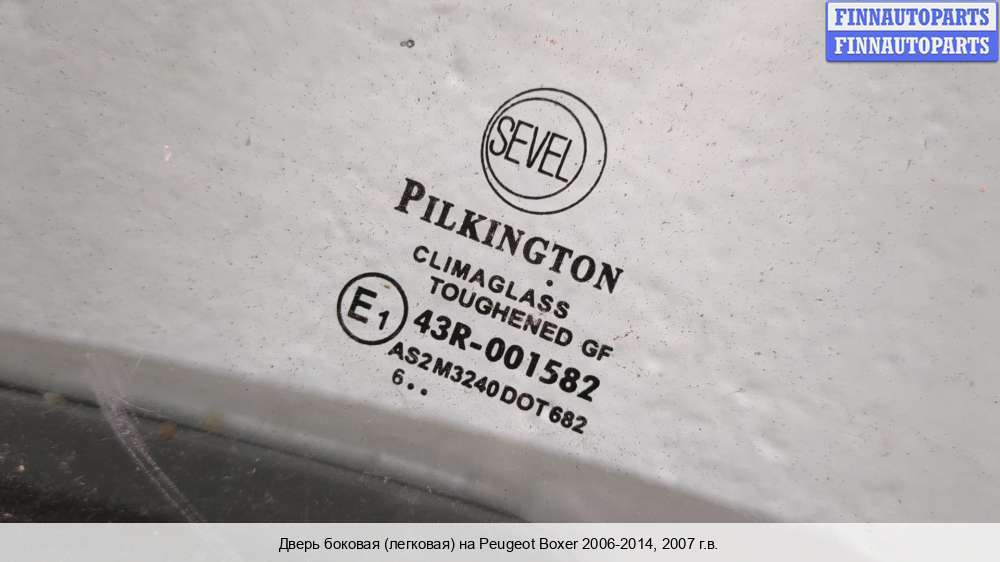 FINNAUTOPARTS
FINNAUTOPARTS
SEVEL
PILKINGTON
CLIMAGLASS
TOUGHENED GF
E1 43R-001582
AS2 M3240 DOT 682
6..
Дверь боковая (легковая) на Peugeot Boxer 2006-2014, 2007 г.в.